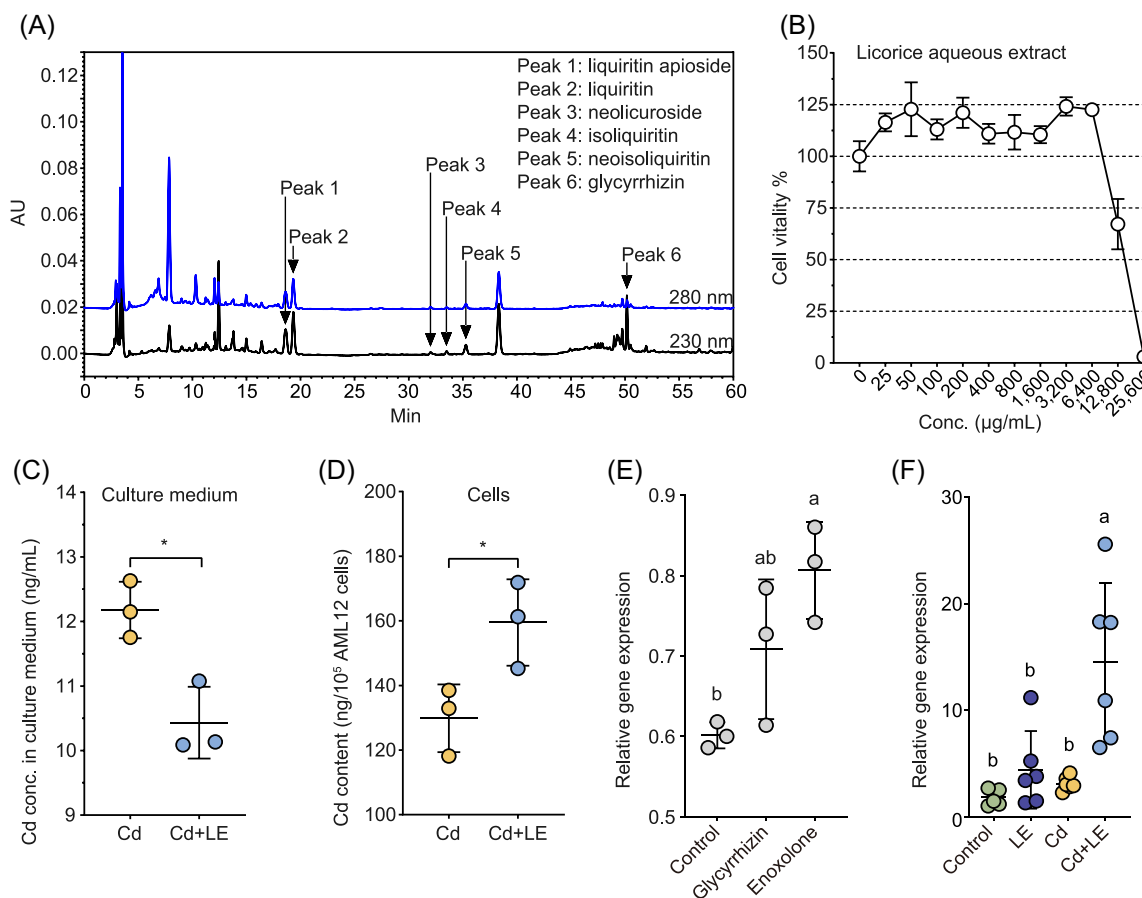 (A)
0.12
0.10
0.08
0.06
0.04
0.02
0.00
AU
Peak 1: liquiritin apioside
Peak 2: liquiritin
Peak 3: neolicuroside
Peak 4: isoliquiritin
Peak 5: neoisoliquiritin
Peak 6: glycyrrhizin
Peak 1
Peak 2
Peak 3
Peak 4
Peak 5
Peak 6
280 nm
230 nm
0 5 10 15 20 25 30 35 40 45 50 55 60
Min
(B)
Licorice aqueous extract
150
125
100
75
50
25
0
Cell vitality %
0 25 50 100 200 400 800 1,600 3,200 6,400 12,800 25,600
Conc. (µg/mL)
(C)
Culture medium
14
13
12
11
10
9
Cd conc. in culture medium (ng/mL)
*
Cd Cd+LE
(D)
Cells
200
180
160
140
120
100
Cd content (ng/10⁵ AML12 cells)
*
Cd Cd+LE
(E)
0.9
0.8
0.7
0.6
0.5
Relative gene expression
b ab a
Control Glycyrrhizin Enoxolone
(F)
30
20
10
0
Relative gene expression
b b b a
Control LE Cd Cd+LE